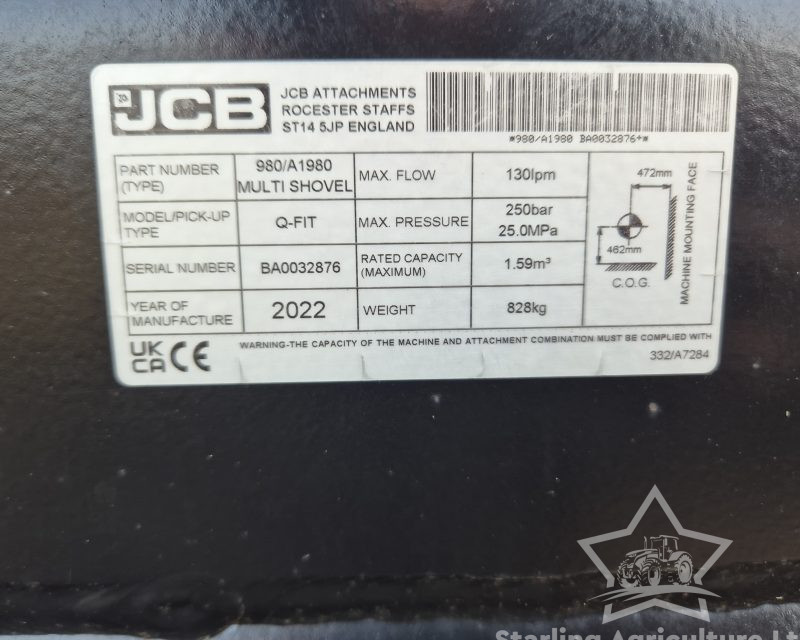 JCB
JCB ATTACHMENTS
ROCESTER STAFFS
ST14 5JP ENGLAND
*980/A1980 BA0032876+*
PART NUMBER (TYPE) 980/A1980 MULTI SHOVEL MAX. FLOW 130lpm
MODEL/PICK-UP TYPE Q-FIT MAX. PRESSURE 250bar 25.0MPa
SERIAL NUMBER BA0032876 RATED CAPACITY (MAXIMUM) 1.59m³
YEAR OF MANUFACTURE 2022 WEIGHT 828kg
472mm
462mm
C.O.G.
MACHINE MOUNTING FACE
UK CA CE
WARNING-THE CAPACITY OF THE MACHINE AND ATTACHMENT COMBINATION MUST BE COMPLIED WITH
332/A7284
Starling Agriculture